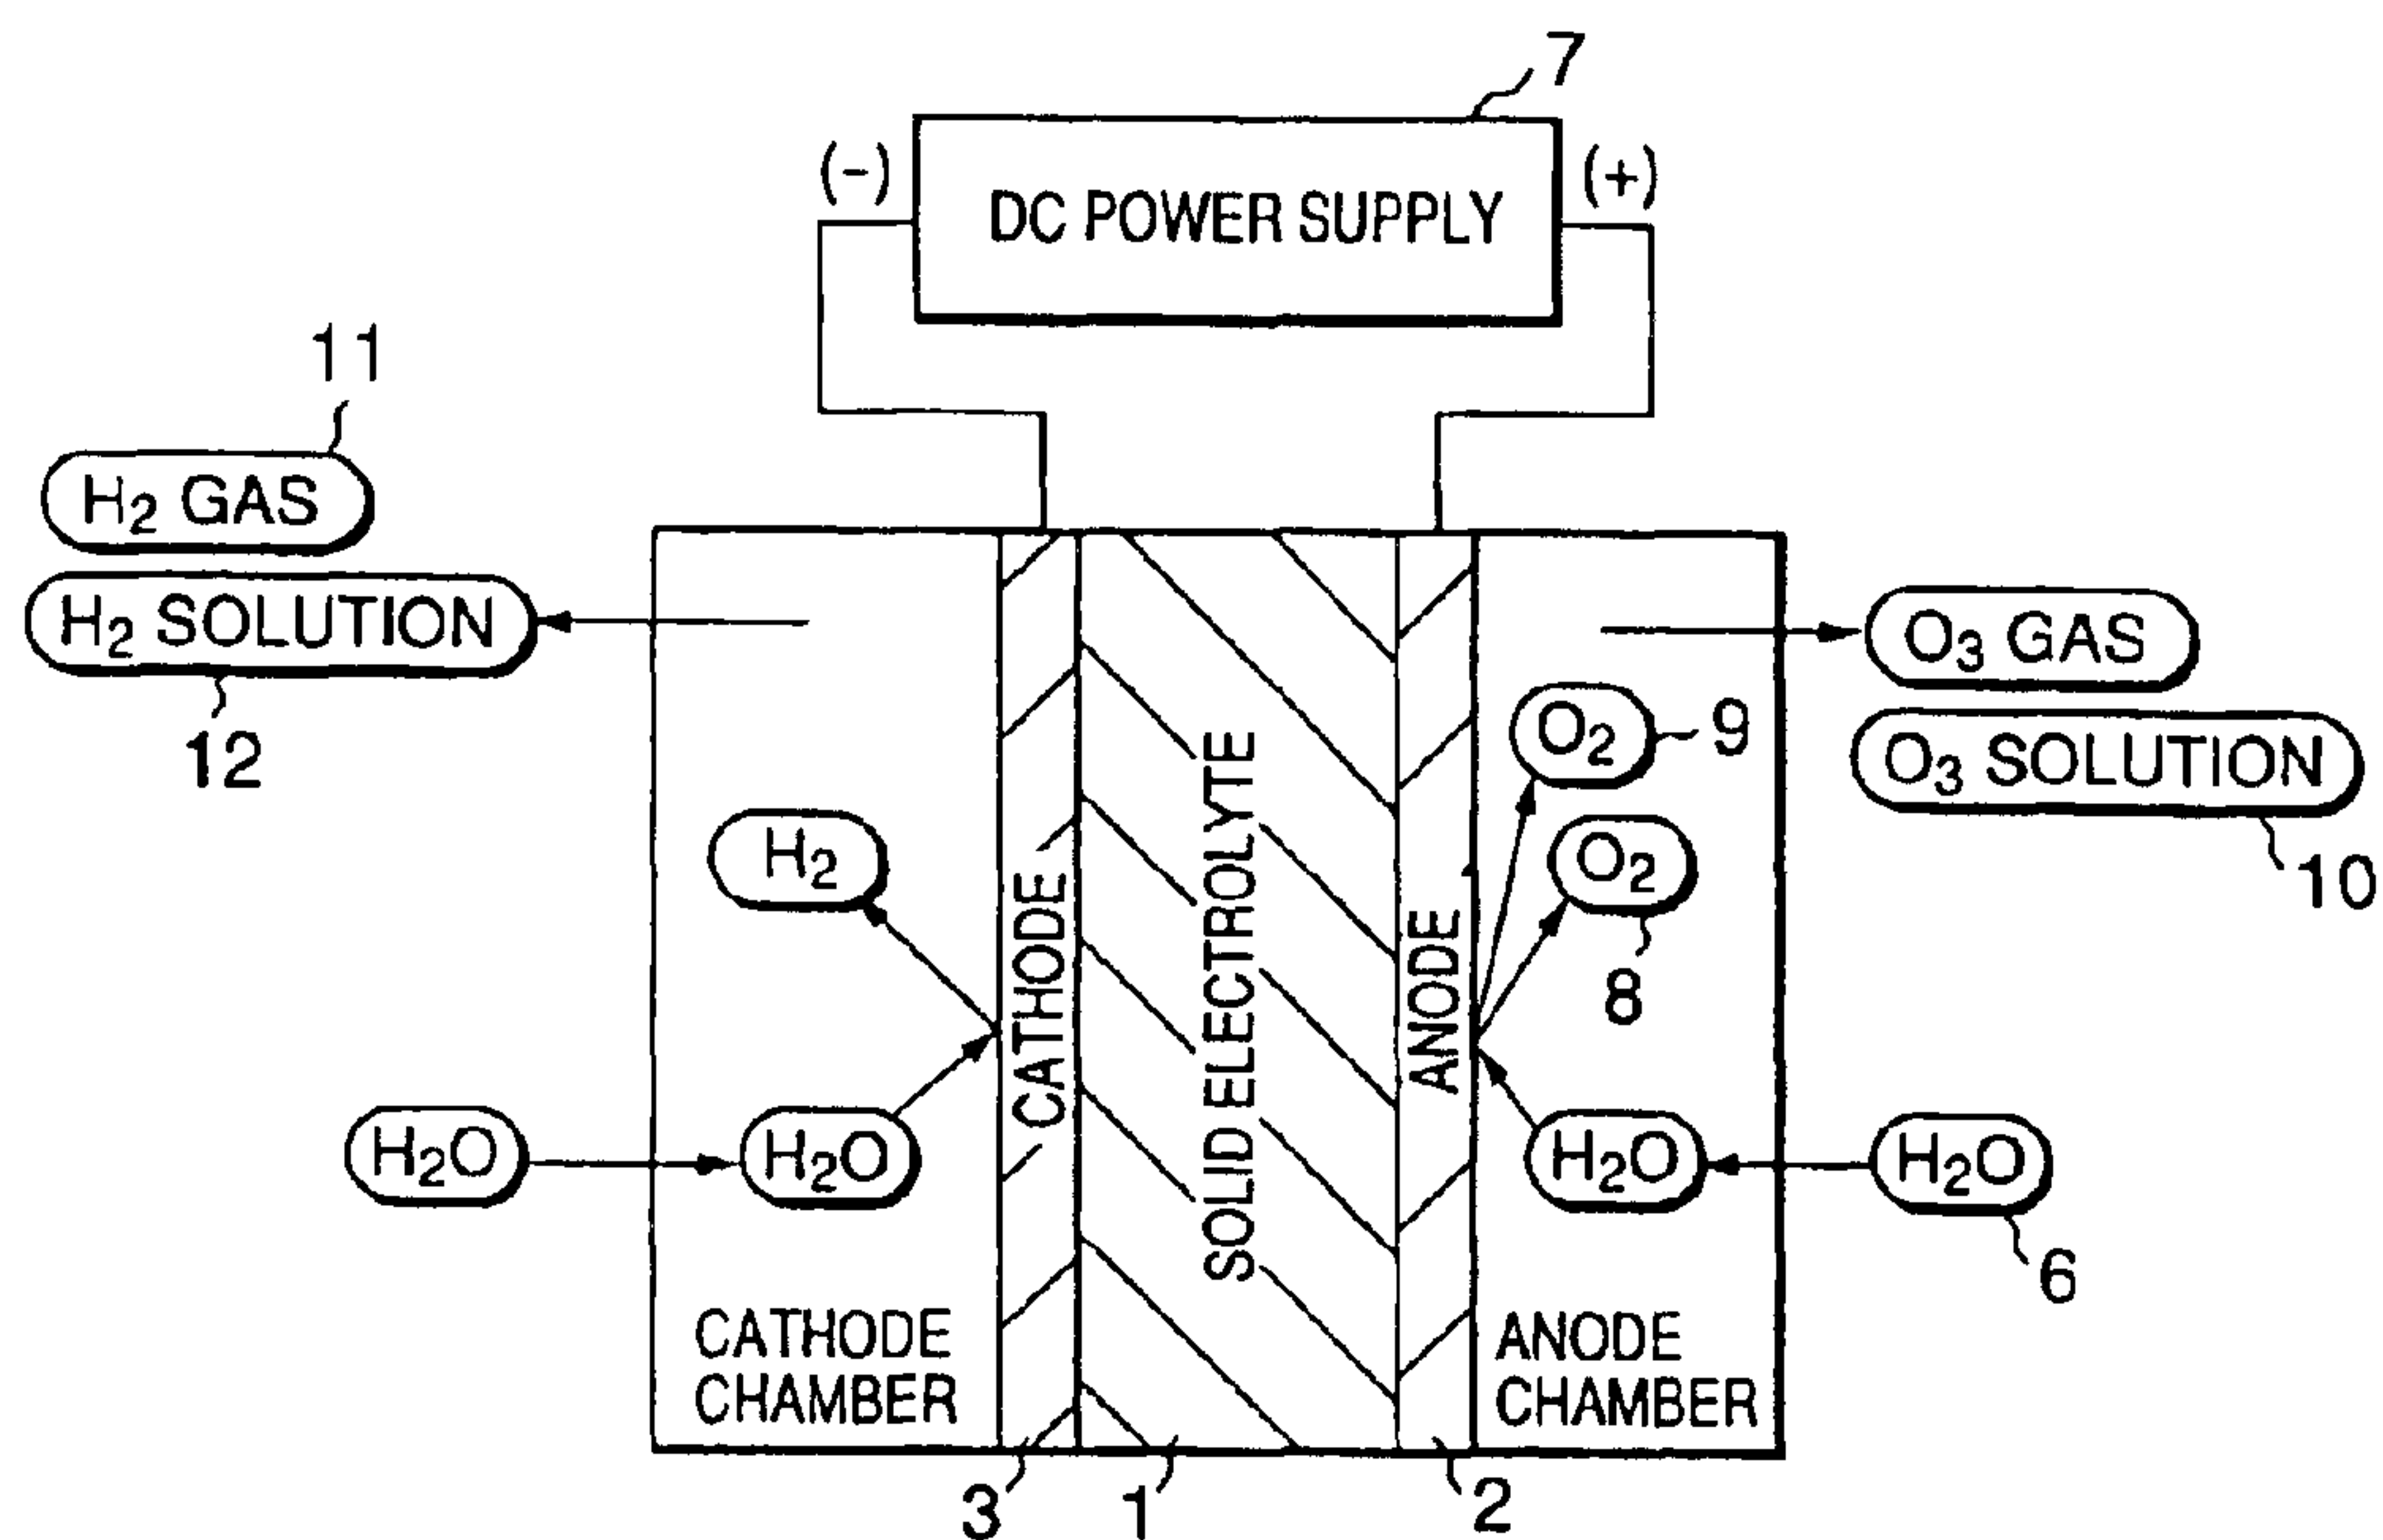 7
(-)
DC POWER SUPPLY
(+)
11
H₂ GAS
H₂ SOLUTION
12
O₃ GAS
O₃ SOLUTION
10
O₂
9
O₂
8
H₂
CATHODE
SOLID ELECTROLYTE
ANODE
H₂O
H₂O
H₂O
H₂O
6
CATHODE
CHAMBER
ANODE
CHAMBER
3
1
2